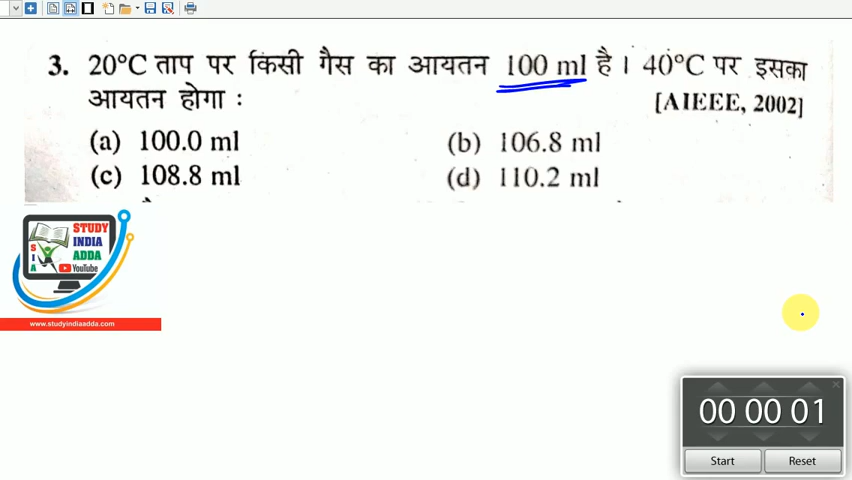 3. 20°C ताप पर किसी गैस का आयतन 100 ml है। 40°C पर इसका
आयतन होगा :
[AIEEE, 2002]
(a) 100.0 ml
(b) 106.8 ml
(c) 108.8 ml
(d) 110.2 ml
STUDY
INDIA
ADDA
SIA
YouTube
www.studyindiaadda.com
00 00 01
Start
Reset